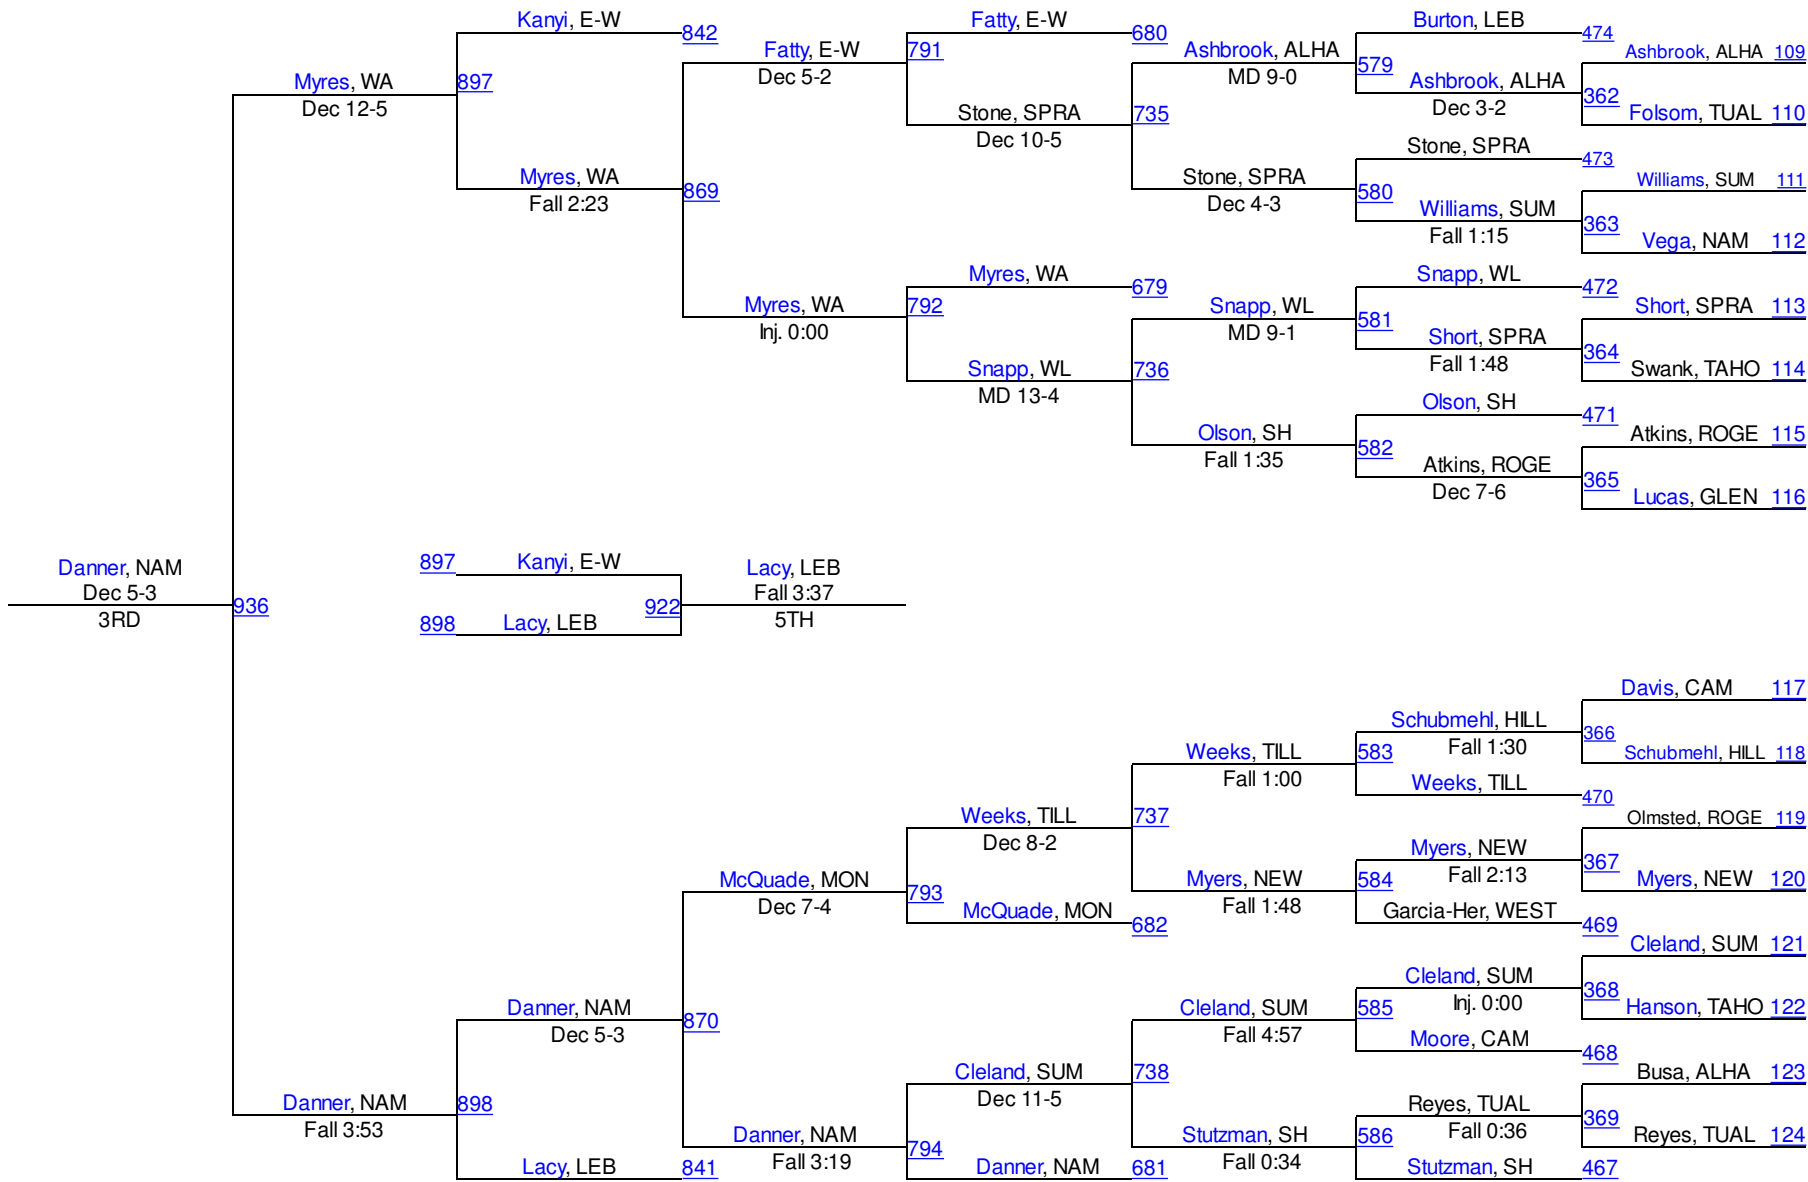 Kanyi, E-W
842
Fatty, E-W
680
Burton, LEB
474
Myres, WA
Dec 12-5
897
Fatty, E-W
Dec 5-2
791
Ashbrook, ALHA
MD 9-0
579
Ashbrook, ALHA 109
Ashbrook, ALHA
Dec 3-2
362
Folsom, TUAL 110
Stone, SPRA
Dec 10-5
735
Stone, SPRA
473
Myres, WA
Fall 2:23
869
Stone, SPRA
Dec 4-3
580
Williams, SUM 111
Williams, SUM
Fall 1:15
363
Vega, NAM 112
Myres, WA
679
Snapp, WL
472
Myres, WA
Inj. 0:00
792
Snapp, WL
MD 9-1
581
Short, SPRA 113
Short, SPRA
Fall 1:48
364
Swank, TAHO 114
Snapp, WL
MD 13-4
736
Olson, SH
471
Olson, SH
Fall 1:35
582
Atkins, ROGE 115
Atkins, ROGE
Dec 7-6
365
Lucas, GLEN 116
Danner, NAM
Dec 5-3
3RD
936
897
Kanyi, E-W
898
Lacy, LEB
922
Lacy, LEB
Fall 3:37
5TH
Davis, CAM 117
Schubmehl, HILL
Fall 1:30
366
Schubmehl, HILL 118
Weeks, TILL
Fall 1:00
583
Weeks, TILL
470
Weeks, TILL
Dec 8-2
737
Olmsted, ROGE 119
Myers, NEW
Fall 2:13
367
Myers, NEW 120
McQuade, MON
Dec 7-4
793
Myers, NEW
Fall 1:48
584
McQuade, MON
682
Garcia-Her, WEST
469
Cleland, SUM 121
Danner, NAM
Dec 5-3
870
Cleland, SUM
Fall 4:57
585
Cleland, SUM
Inj. 0:00
368
Hanson, TAHO 122
Moore, CAM
468
Danner, NAM
Fall 3:53
898
Cleland, SUM
Dec 11-5
738
Busa, ALHA 123
Reyes, TUAL
Fall 0:36
369
Reyes, TUAL 124
Danner, NAM
Fall 3:19
794
Stutzman, SH
Fall 0:34
586
Lacy, LEB
841
Danner, NAM
681
Stutzman, SH
467